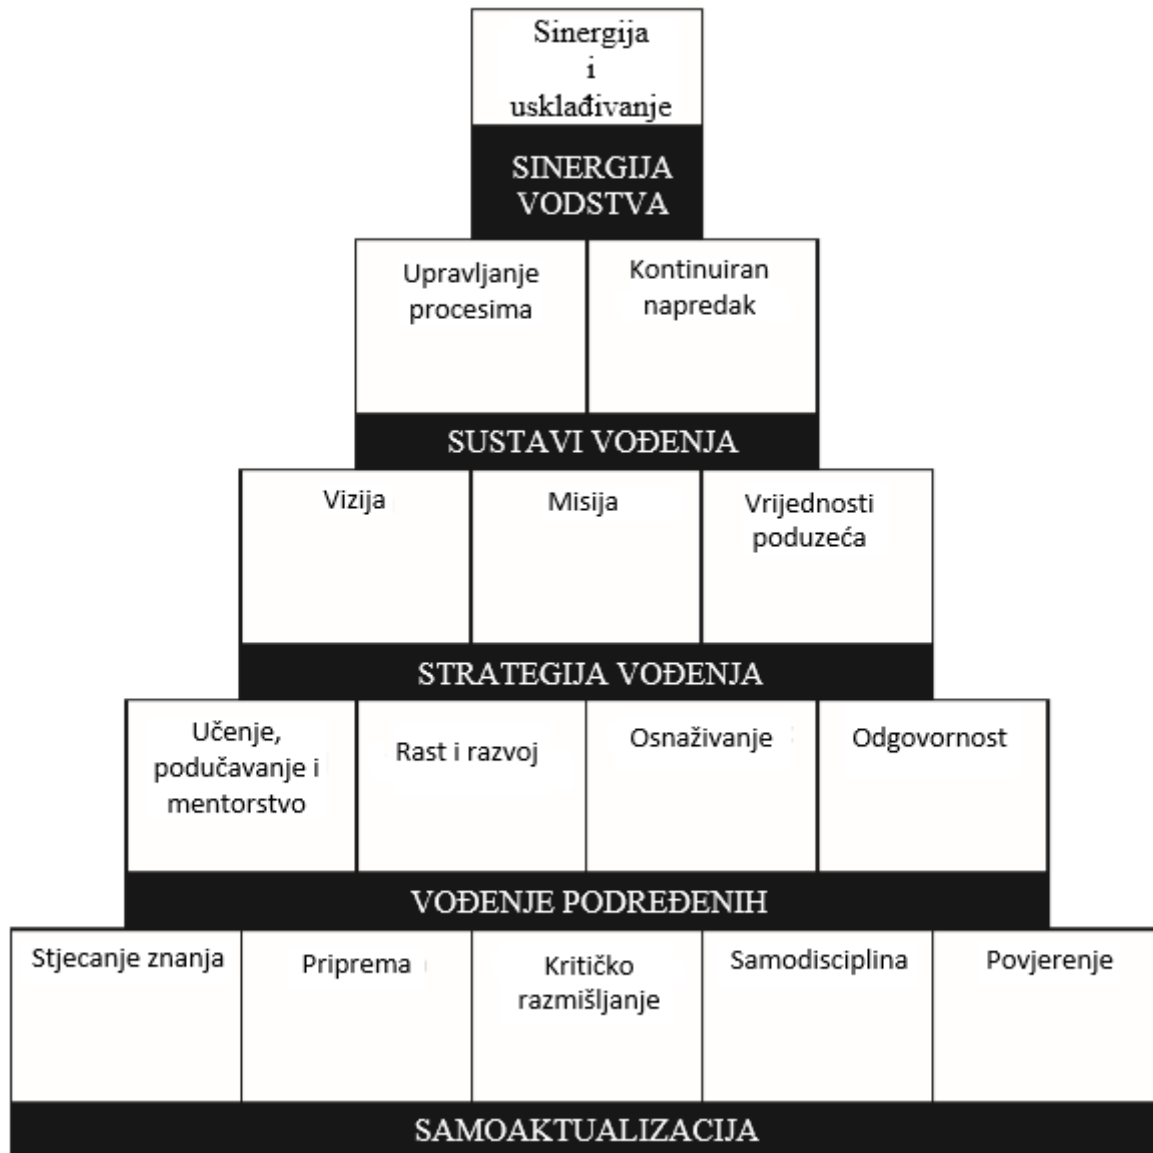 Sinergija
i
usklađivanje
SINERGIJA
VODSTVA
Upravljanje
procesima
Kontinuiran
napredak
SUSTAVI VOĐENJA
Vizija
Misija
Vrijednosti
poduzeća
STRATEGIJA VOĐENJA
Učenje,
podučavanje i
mentorstvo
Rast i razvoj
Osnaživanje
Odgovornost
VOĐENJE PODREĐENIH
Stjecanje znanja
Priprema
Kritičko
razmišljanje
Samodisciplina
Povjerenje
SAMOAKTUALIZACIJA